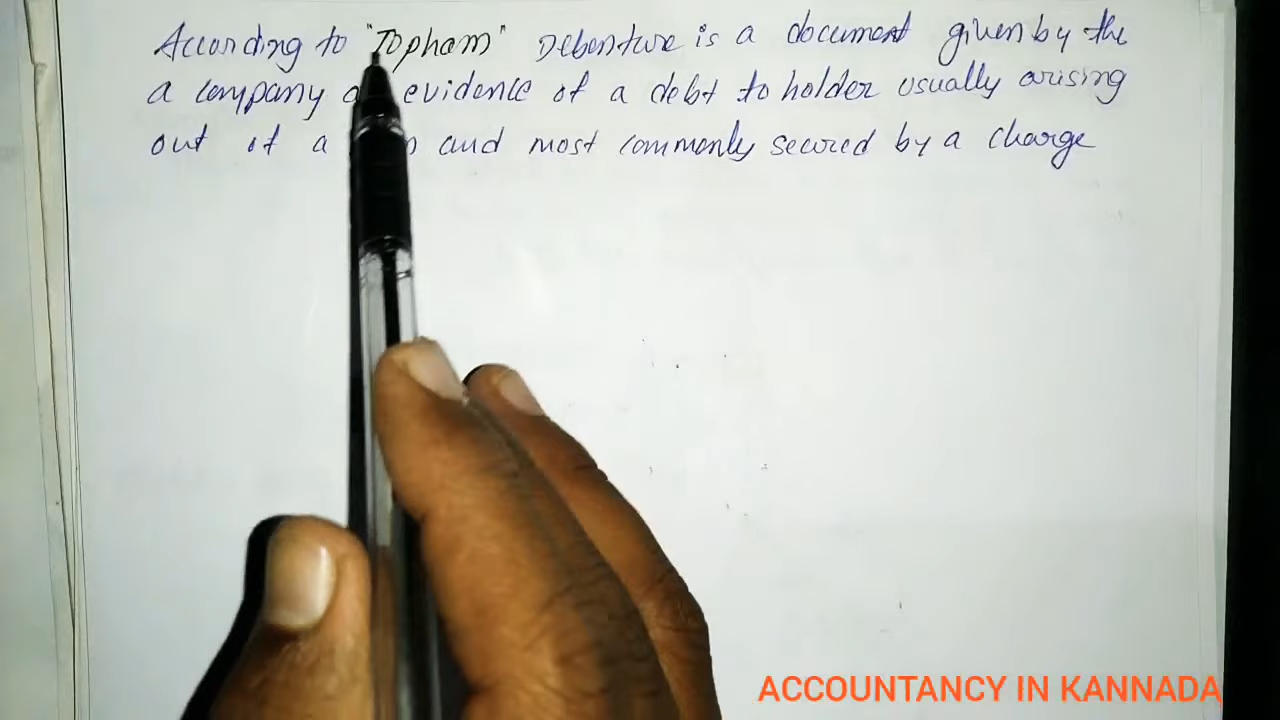 According to "Topham" Debenture is a document given by the
a company evidence of a debt to holder usually arising
out of a and most commonly secured by a charge
ACCOUNTANCY IN KANNADA